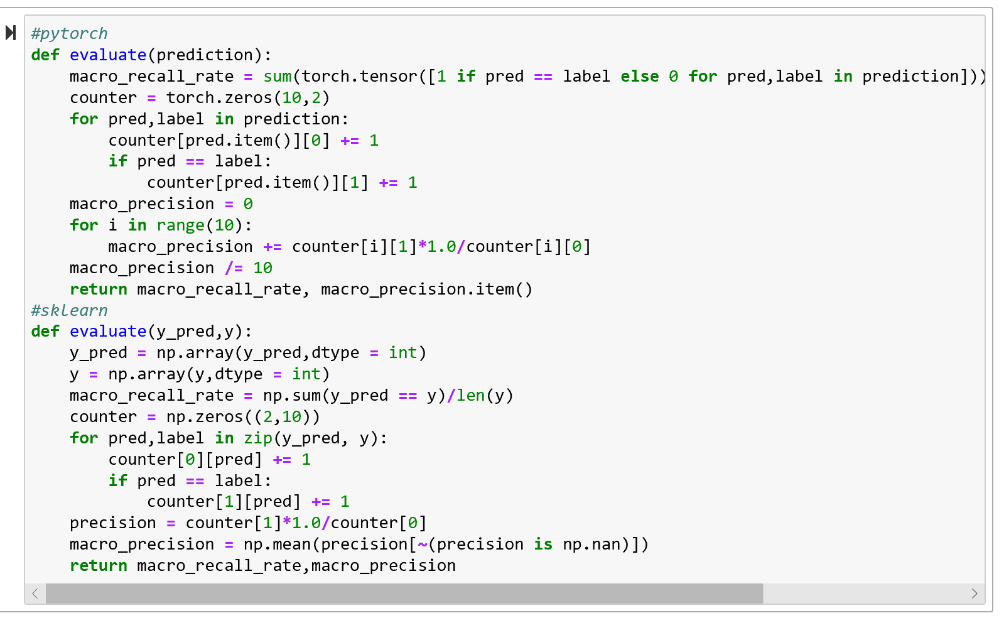 #pytorch
def evaluate(prediction):
    macro_recall_rate = sum(torch.tensor([1 if pred == label else 0 for pred,label in prediction]))
    counter = torch.zeros(10,2)
    for pred,label in prediction:
        counter[pred.item()][0] += 1
        if pred == label:
            counter[pred.item()][1] += 1
    macro_precision = 0
    for i in range(10):
        macro_precision += counter[i][1]*1.0/counter[i][0]
    macro_precision /= 10
    return macro_recall_rate, macro_precision.item()
#sklearn
def evaluate(y_pred,y):
    y_pred = np.array(y_pred,dtype = int)
    y = np.array(y,dtype = int)
    macro_recall_rate = np.sum(y_pred == y)/len(y)
    counter = np.zeros((2,10))
    for pred,label in zip(y_pred, y):
        counter[0][pred] += 1
        if pred == label:
            counter[1][pred] += 1
    precision = counter[1]*1.0/counter[0]
    macro_precision = np.mean(precision[~(precision is np.nan)])
    return macro_recall_rate,macro_precision